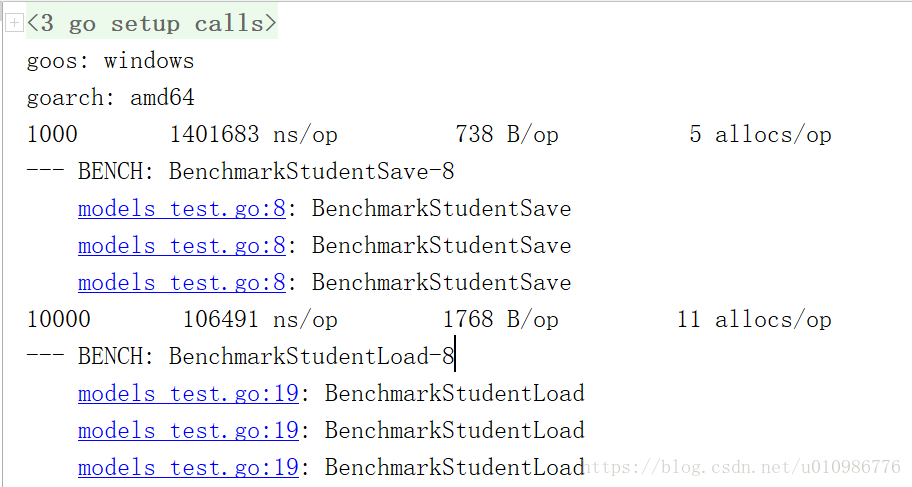 <3 go setup calls>
goos: windows
goarch: amd64
1000 1401683 ns/op 738 B/op 5 allocs/op
--- BENCH: BenchmarkStudentSave-8
models_test.go:8: BenchmarkStudentSave
models_test.go:8: BenchmarkStudentSave
models_test.go:8: BenchmarkStudentSave
10000 106491 ns/op 1768 B/op 11 allocs/op
--- BENCH: BenchmarkStudentLoad-8
models_test.go:19: BenchmarkStudentLoad
models_test.go:19: BenchmarkStudentLoad
models_test.go:19: BenchmarkStudentLoad
https://blog.csdn.net/u010986776